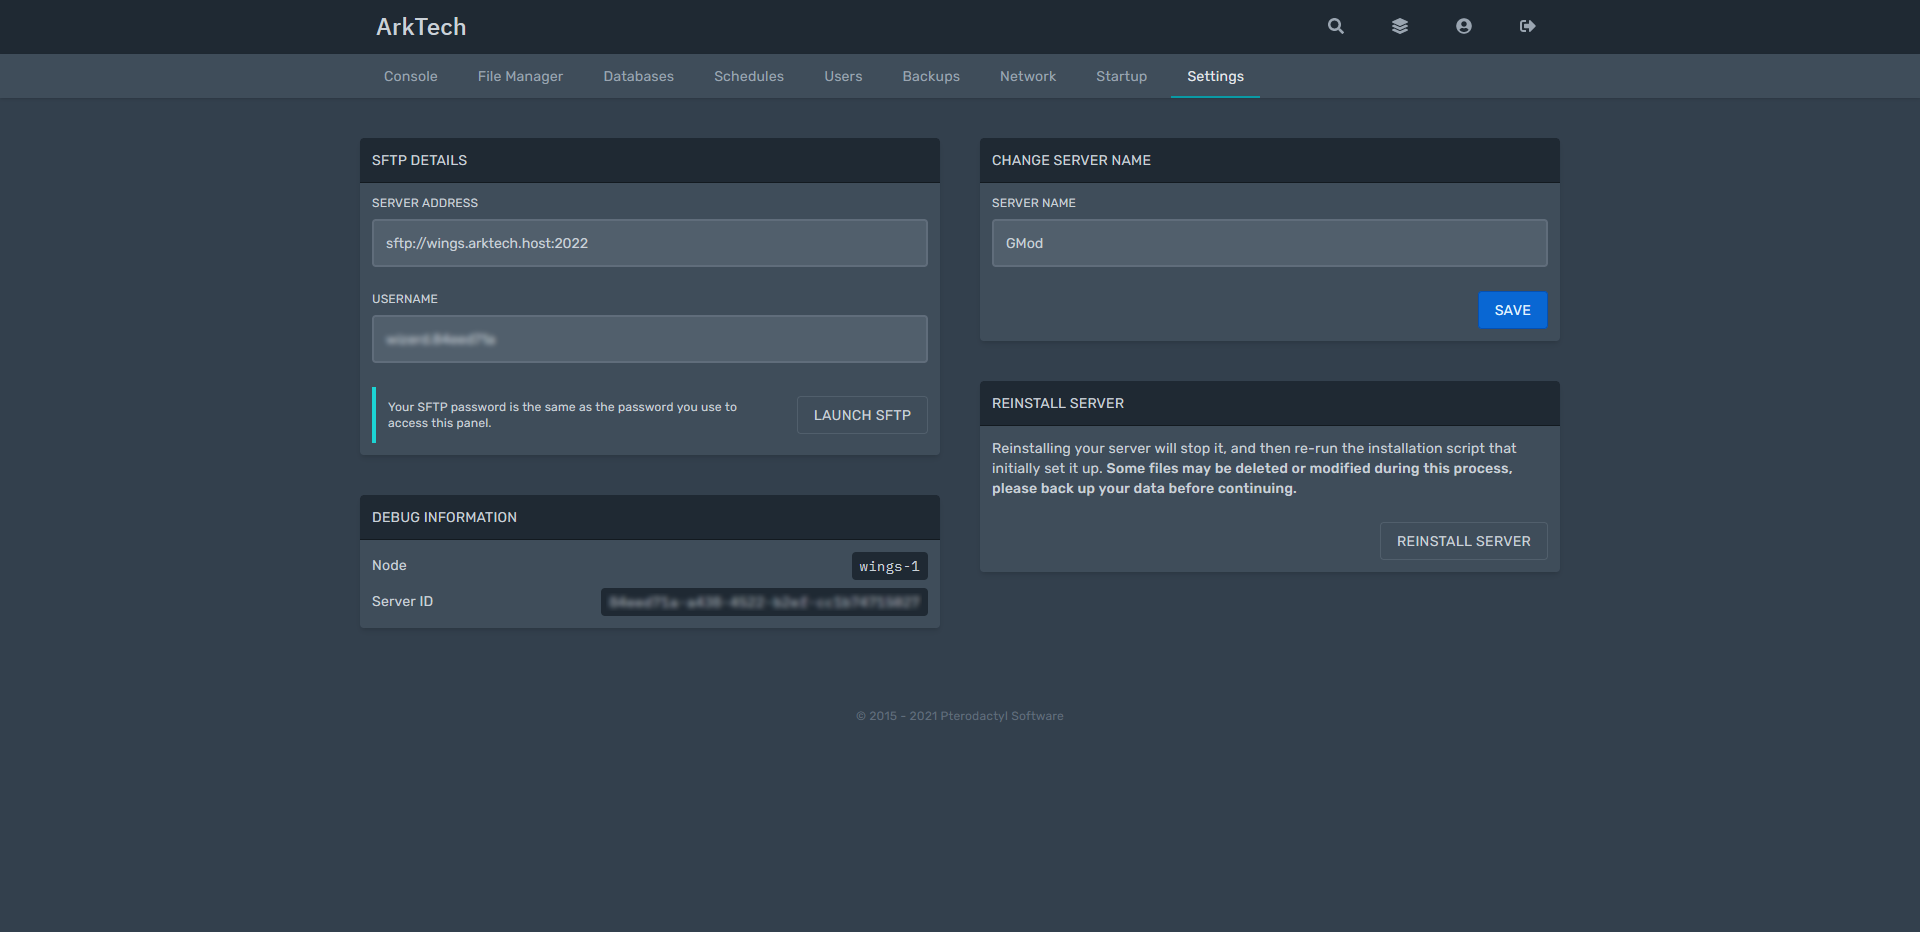 ArkTech
Console File Manager Databases Schedules Users Backups Network Startup Settings
SFTP DETAILS
SERVER ADDRESS
sftp://wings.arktech.host:2022
USERNAME
Your SFTP password is the same as the password you use to
access this panel.
LAUNCH SFTP
DEBUG INFORMATION
Node wings-1
Server ID
CHANGE SERVER NAME
SERVER NAME
GMod
SAVE
REINSTALL SERVER
Reinstalling your server will stop it, and then re-run the installation script that
initially set it up. Some files may be deleted or modified during this process,
please back up your data before continuing.
REINSTALL SERVER
© 2015 - 2021 Pterodactyl Software